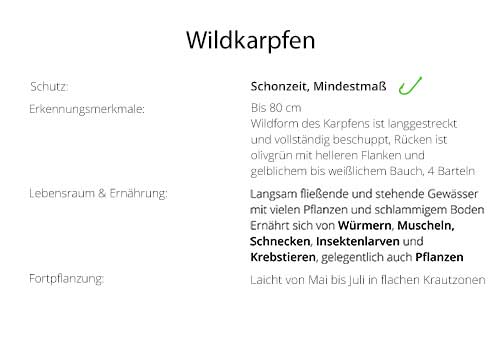 Wildkarpfen
Schutz: Schonzeit, Mindestmaß
Erkennungsmerkmale: Bis 80 cm
Wildform des Karpfens ist langgestreckt
und vollständig beschuppt, Rücken ist
olivgrün mit helleren Flanken und
gelblichem bis weißlichem Bauch, 4 Barteln
Lebensraum & Ernährung: Langsam fließende und stehende Gewässer
mit vielen Pflanzen und schlammigem Boden
Ernährt sich von Würmern, Muscheln,
Schnecken, Insektenlarven und
Krebstieren, gelegentlich auch Pflanzen
Fortpflanzung: Laicht von Mai bis Juli in flachen Krautzonen